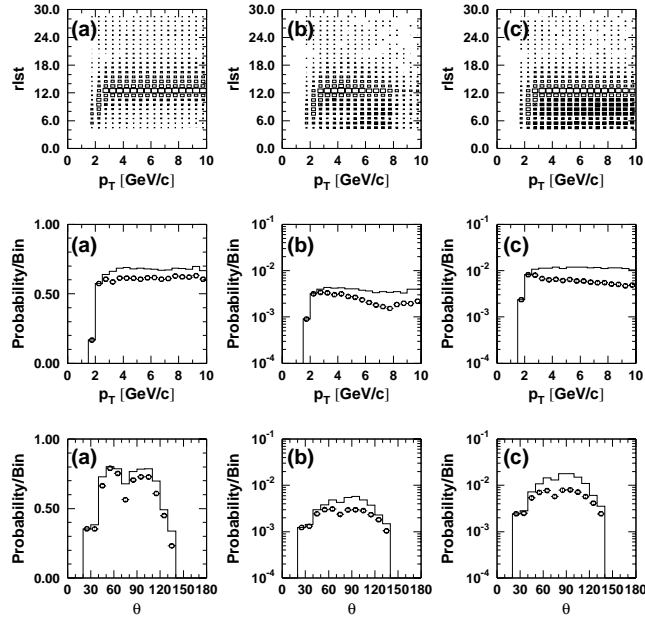 (a) (b) (c)
rlst rlst rlst
30.0 30.0 30.0
24.0 24.0 24.0
18.0 18.0 18.0
12.0 12.0 12.0
6.0 6.0 6.0
0.0 0.0 0.0
0 2 4 6 8 10 0 2 4 6 8 10 0 2 4 6 8 10
p_T [GeV/c] p_T [GeV/c] p_T [GeV/c]
(a) (b) (c)
Probability/Bin Probability/Bin Probability/Bin
1.00 10^-1 10^-1
0.50 10^-2 10^-2
10^-3 10^-3
0.00 10^-4 10^-4
0 2 4 6 8 10 0 2 4 6 8 10 0 2 4 6 8 10
p_T [GeV/c] p_T [GeV/c] p_T [GeV/c]
(a) (b) (c)
Probability/Bin Probability/Bin Probability/Bin
1.00 10^-1 10^-1
0.50 10^-2 10^-2
10^-3 10^-3
0.00 10^-4 10^-4
0 30 60 90 120 150 180 0 30 60 90 120 150 180 0 30 60 90 120 150 180
θ θ θ